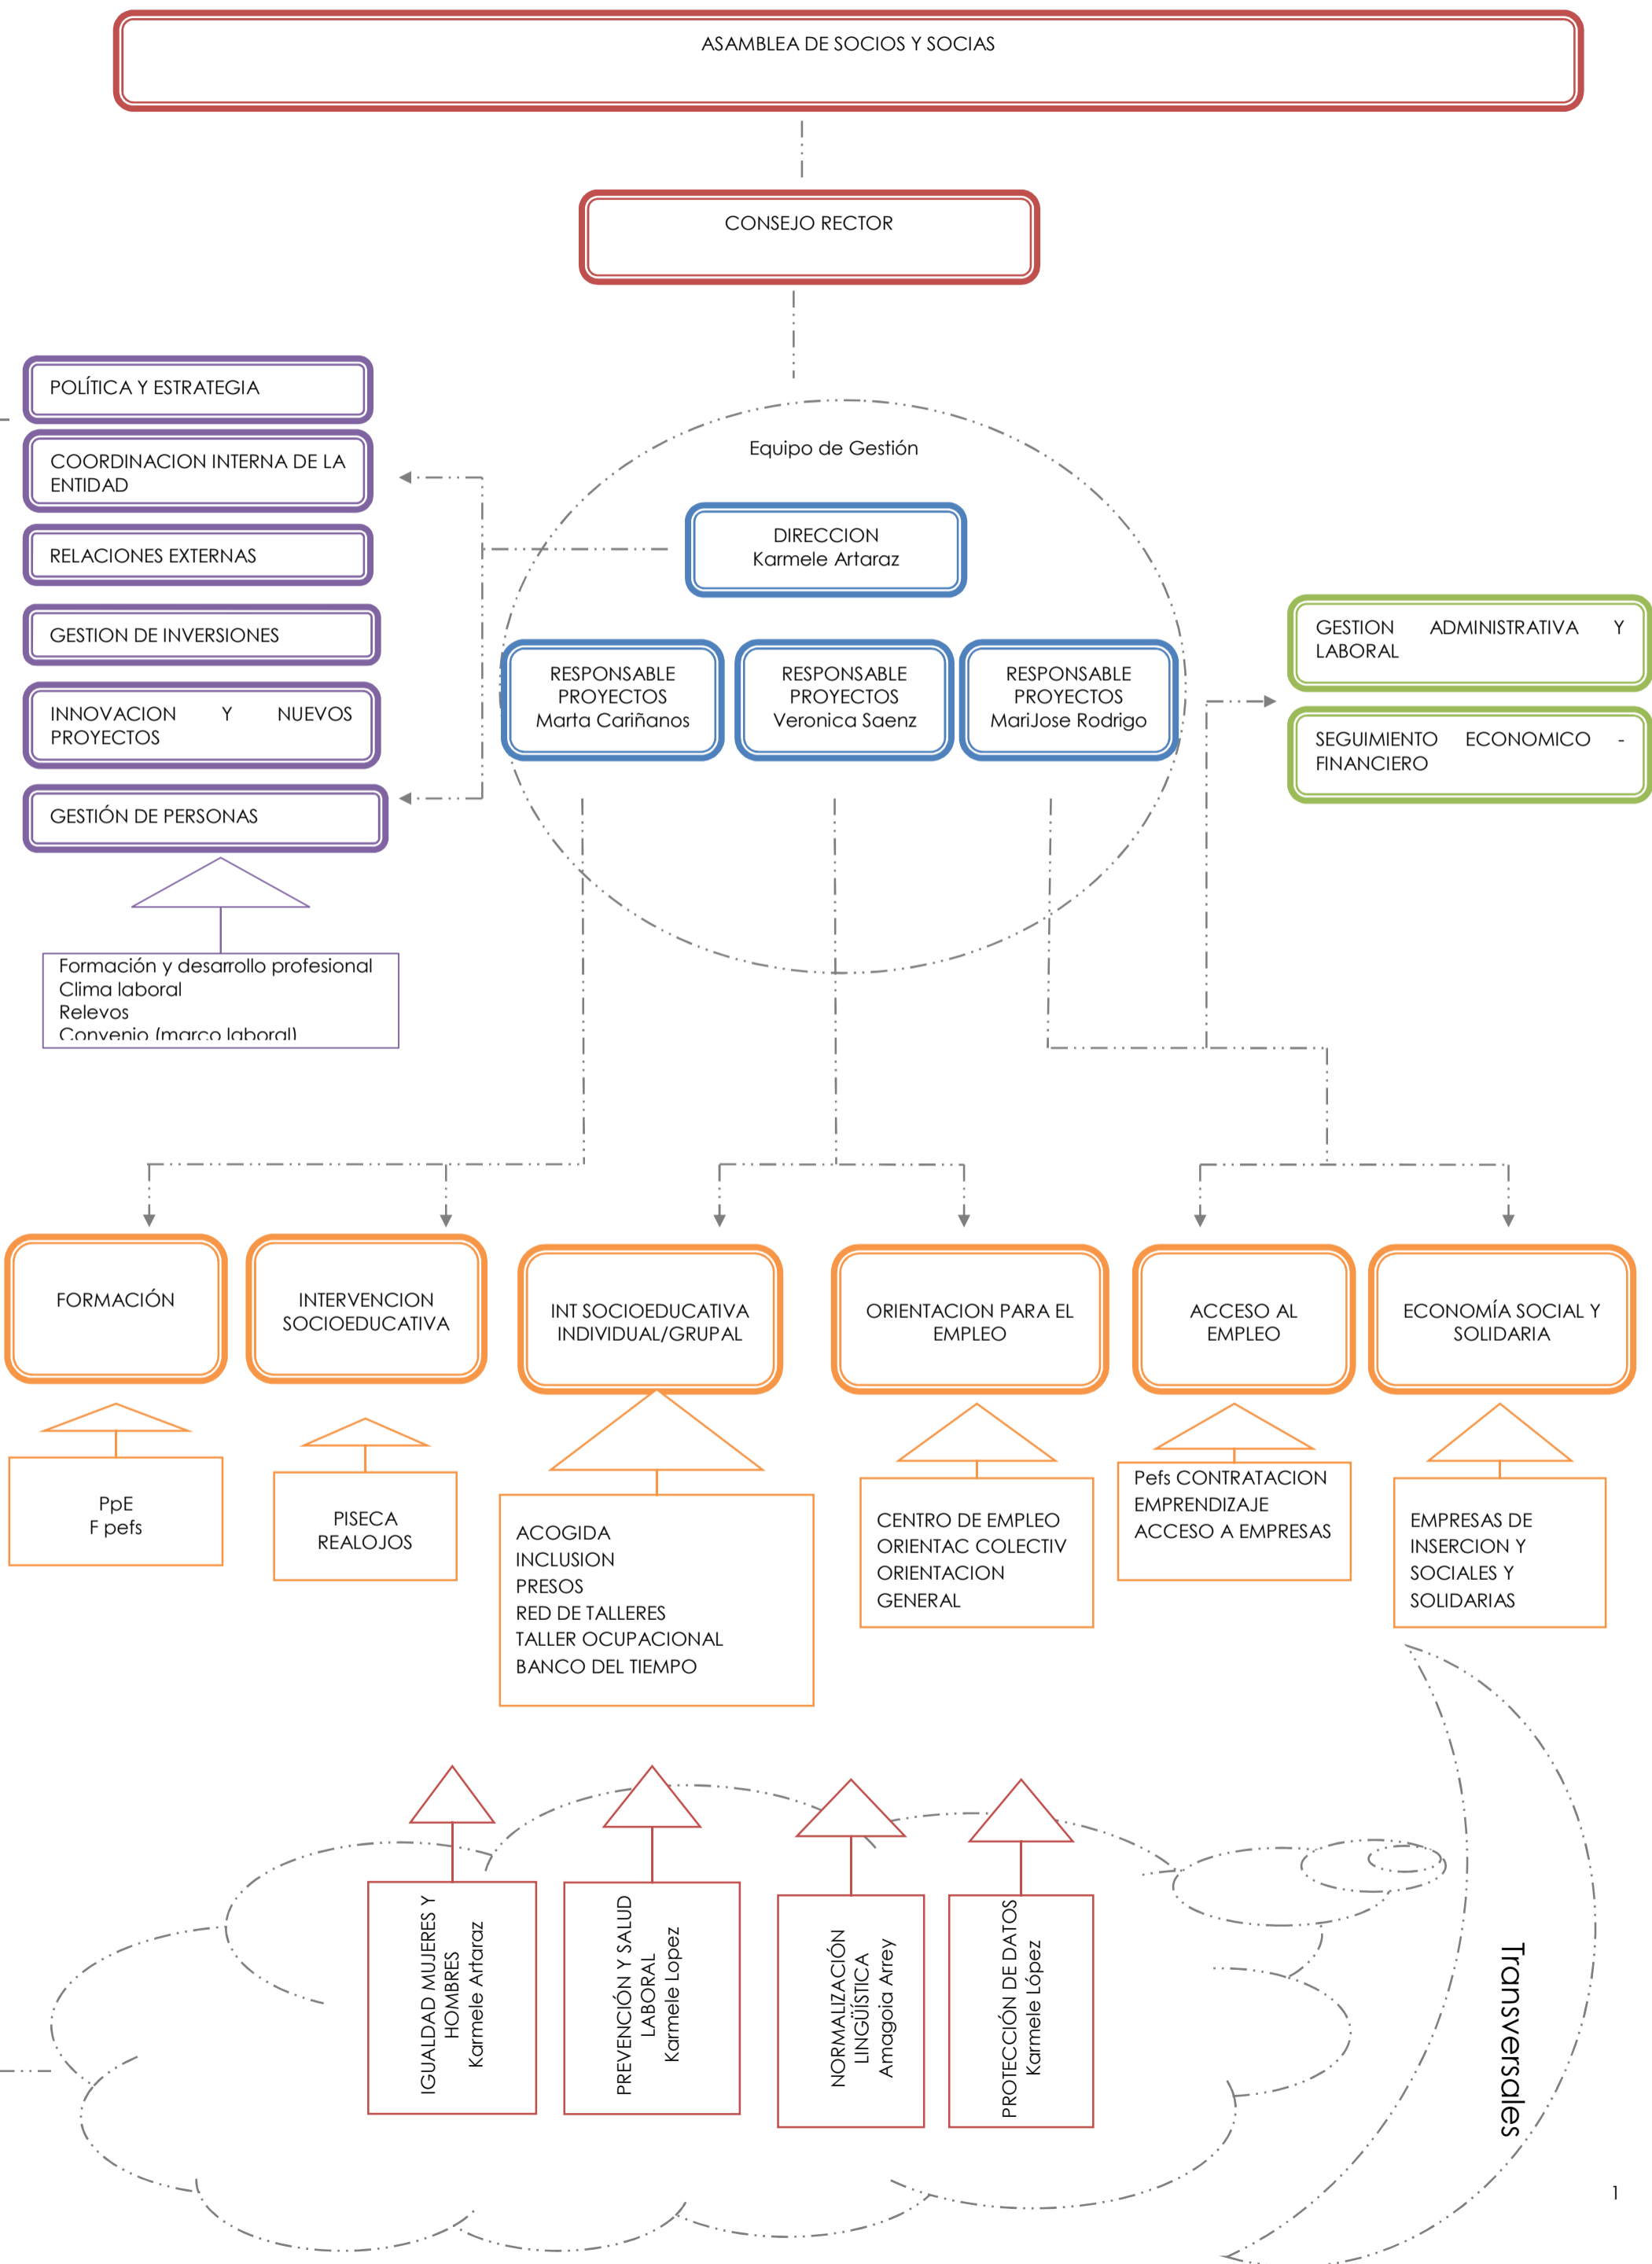 ASAMBLEA DE SOCIOS Y SOCIAS
CONSEJO RECTOR
POLÍTICA Y ESTRATEGIA
COORDINACION INTERNA DE LA
ENTIDAD
RELACIONES EXTERNAS
GESTION DE INVERSIONES
INNOVACION Y NUEVOS
PROYECTOS
GESTIÓN DE PERSONAS
Formación y desarrollo profesional
Clima laboral
Relevos
Convenio (marco laboral)
Equipo de Gestión
DIRECCION
Karmele Artaraz
RESPONSABLE
PROYECTOS
Marta Cariñanos
RESPONSABLE
PROYECTOS
Veronica Saenz
RESPONSABLE
PROYECTOS
MariJose Rodrigo
GESTION ADMINISTRATIVA Y
LABORAL
SEGUIMIENTO ECONOMICO -
FINANCIERO
FORMACIÓN
INTERVENCION
SOCIOEDUCATIVA
INT SOCIOEDUCATIVA
INDIVIDUAL/GRUPAL
ORIENTACION PARA EL
EMPLEO
ACCESO AL
EMPLEO
ECONOMÍA SOCIAL Y
SOLIDARIA
PpE
F pefs
PISECA
REALOJOS
ACOGIDA
INCLUSION
PRESOS
RED DE TALLERES
TALLER OCUPACIONAL
BANCO DEL TIEMPO
CENTRO DE EMPLEO
ORIENTAC COLECTIV
ORIENTACION
GENERAL
Pefs CONTRATACION
EMPRENDIZAJE
ACCESO A EMPRESAS
EMPRESAS DE
INSERCION Y
SOCIALES Y
SOLIDARIAS
IGUALDAD MUJERES Y
HOMBRES
Karmele Artaraz
PREVENCIÓN Y SALUD
LABORAL
Karmele Lopez
NORMALIZACIÓN
LINGÜÍSTICA
Amagoia Arrey
PROTECCIÓN DE DATOS
Karmele López
Transversales
1